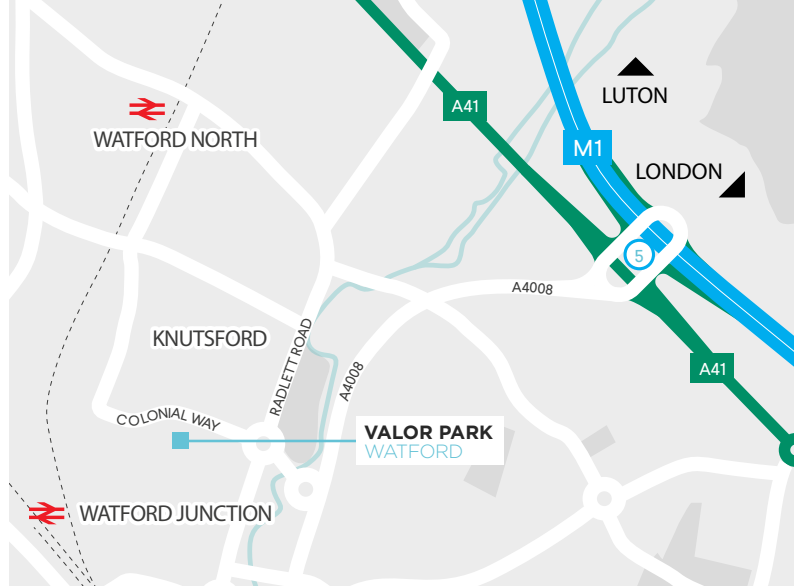 A41
LUTON
WATFORD NORTH
M1
LONDON
5
A4008
KNUTSFORD
RADLETT ROAD
A4008
A41
COLONIAL WAY
VALOR PARK
WATFORD
WATFORD JUNCTION